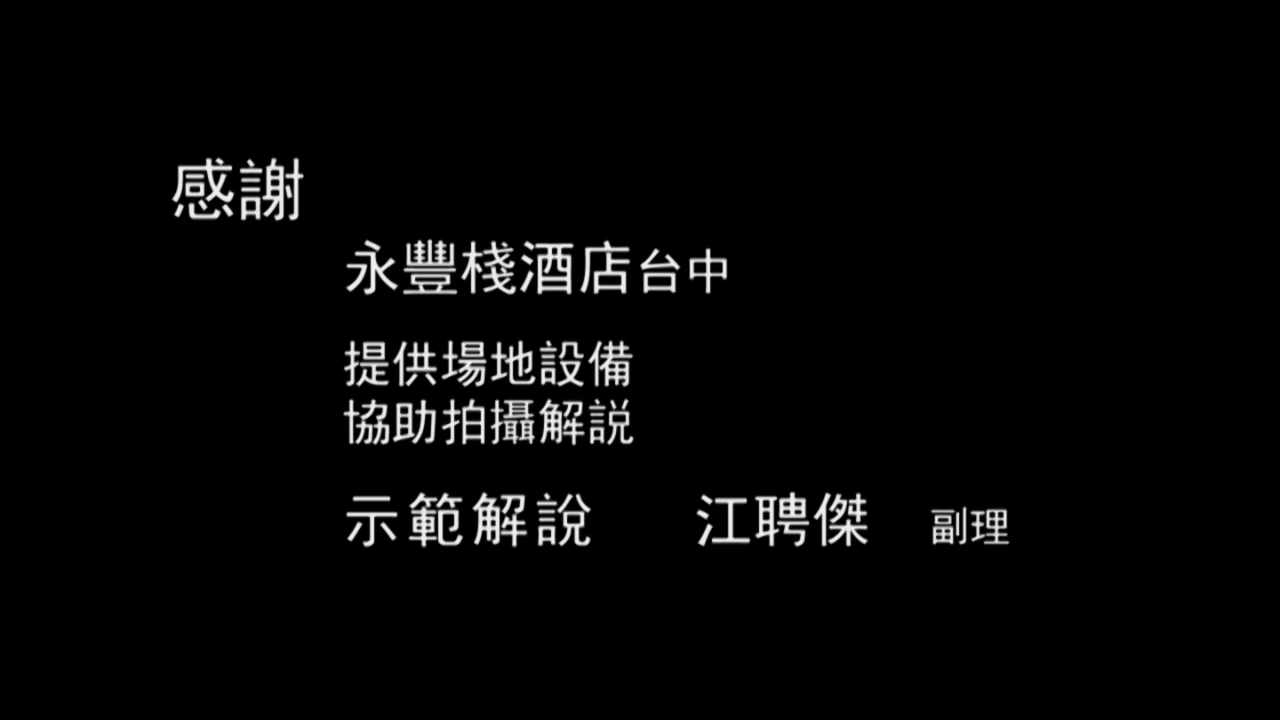 感謝
永豐棧酒店台中
提供場地設備
協助拍攝解說
示範解說 江聘傑 副理